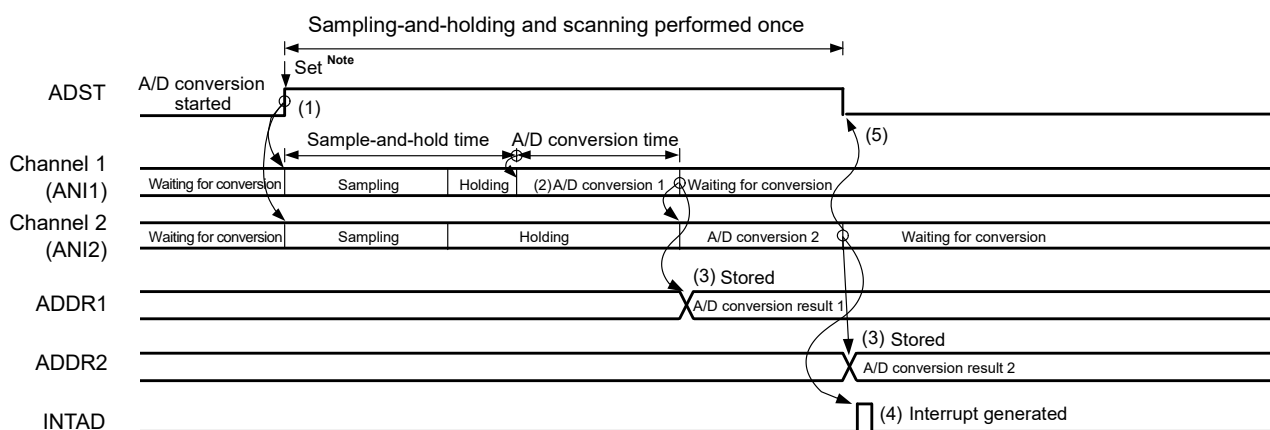 Sampling-and-holding and scanning performed once
Set Note
ADST
A/D conversion
started
(1)
(5)
Sample-and-hold time
A/D conversion time
Channel 1
(ANI1)
Waiting for conversion
Sampling
Holding
(2)A/D conversion 1
Waiting for conversion
Channel 2
(ANI2)
Waiting for conversion
Sampling
Holding
A/D conversion 2
Waiting for conversion
(3) Stored
ADDR1
A/D conversion result 1
(3) Stored
ADDR2
A/D conversion result 2
INTAD
(4) Interrupt generated